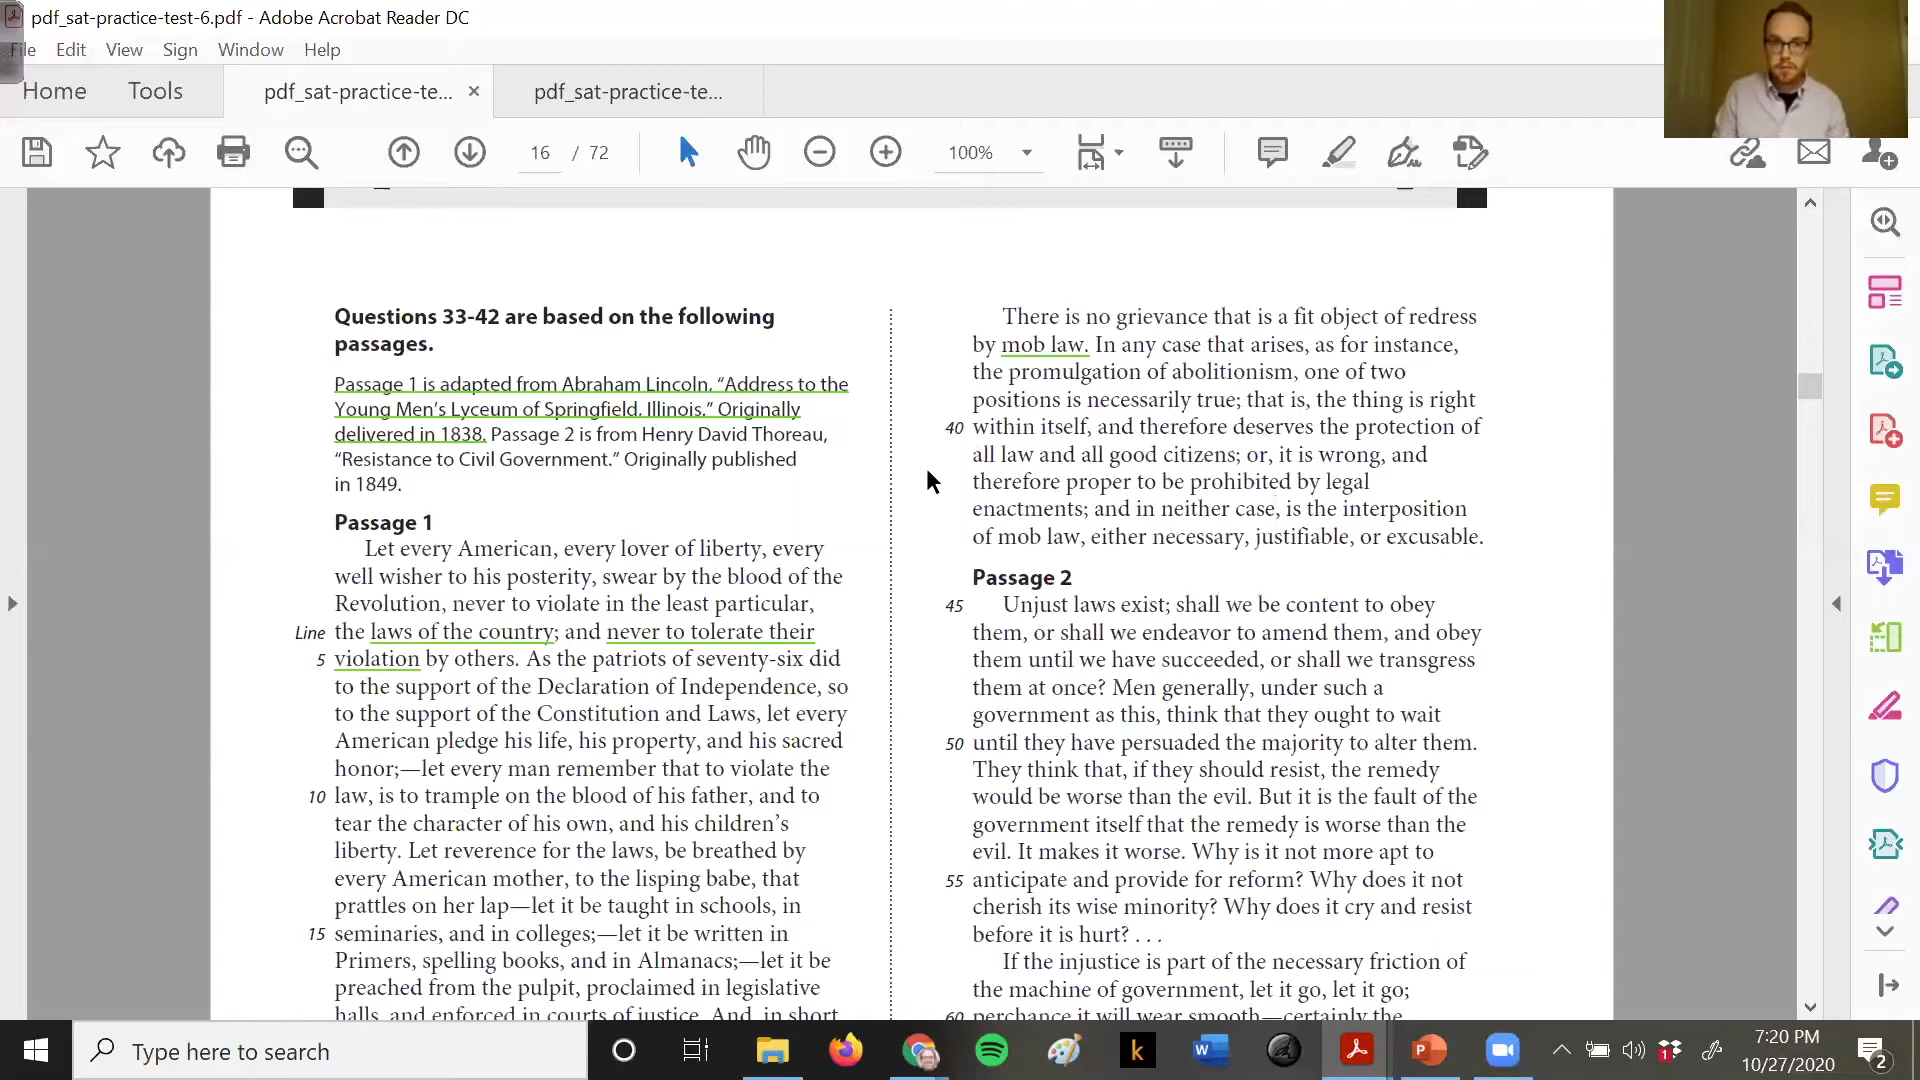 pdf_sat-practice-test-6.pdf - Adobe Acrobat Reader DC
File Edit View Sign Window Help
Home Tools pdf_sat-practice-te... × pdf_sat-practice-te...
16 / 72 100%
Questions 33-42 are based on the following
passages.
Passage 1 is adapted from Abraham Lincoln, “Address to the
Young Men’s Lyceum of Springfield, Illinois.” Originally
delivered in 1838. Passage 2 is from Henry David Thoreau,
“Resistance to Civil Government.” Originally published
in 1849.
Passage 1
Let every American, every lover of liberty, every
well wisher to his posterity, swear by the blood of the
Revolution, never to violate in the least particular,
Line the laws of the country; and never to tolerate their
5 violation by others. As the patriots of seventy-six did
to the support of the Declaration of Independence, so
to the support of the Constitution and Laws, let every
American pledge his life, his property, and his sacred
honor;—let every man remember that to violate the
10 law, is to trample on the blood of his father, and to
tear the character of his own, and his children’s
liberty. Let reverence for the laws, be breathed by
every American mother, to the lisping babe, that
prattles on her lap—let it be taught in schools, in
15 seminaries, and in colleges;—let it be written in
Primers, spelling books, and in Almanacs;—let it be
preached from the pulpit, proclaimed in legislative
halls, and enforced in courts of justice. And, in short
There is no grievance that is a fit object of redress
by mob law. In any case that arises, as for instance,
the promulgation of abolitionism, one of two
positions is necessarily true; that is, the thing is right
40 within itself, and therefore deserves the protection of
all law and all good citizens; or, it is wrong, and
therefore proper to be prohibited by legal
enactments; and in neither case, is the interposition
of mob law, either necessary, justifiable, or excusable.
Passage 2
45 Unjust laws exist; shall we be content to obey
them, or shall we endeavor to amend them, and obey
them until we have succeeded, or shall we transgress
them at once? Men generally, under such a
government as this, think that they ought to wait
50 until they have persuaded the majority to alter them.
They think that, if they should resist, the remedy
would be worse than the evil. But it is the fault of the
government itself that the remedy is worse than the
evil. It makes it worse. Why is it not more apt to
55 anticipate and provide for reform? Why does it not
cherish its wise minority? Why does it cry and resist
before it is hurt? . . .
If the injustice is part of the necessary friction of
the machine of government, let it go, let it go;
60 perchance it will wear smooth—certainly the
Type here to search
k
W
P
1
7:20 PM
10/27/2020
2